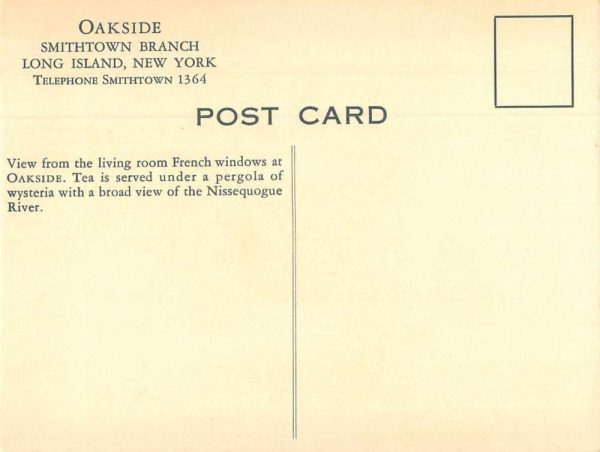 OAKSIDE
SMITHTOWN BRANCH
LONG ISLAND, NEW YORK
TELEPHONE SMITHTOWN 1364
POST CARD
View from the living room French windows at
OAKSIDE. Tea is served under a pergola of
wysteria with a broad view of the Nissequogue
River.